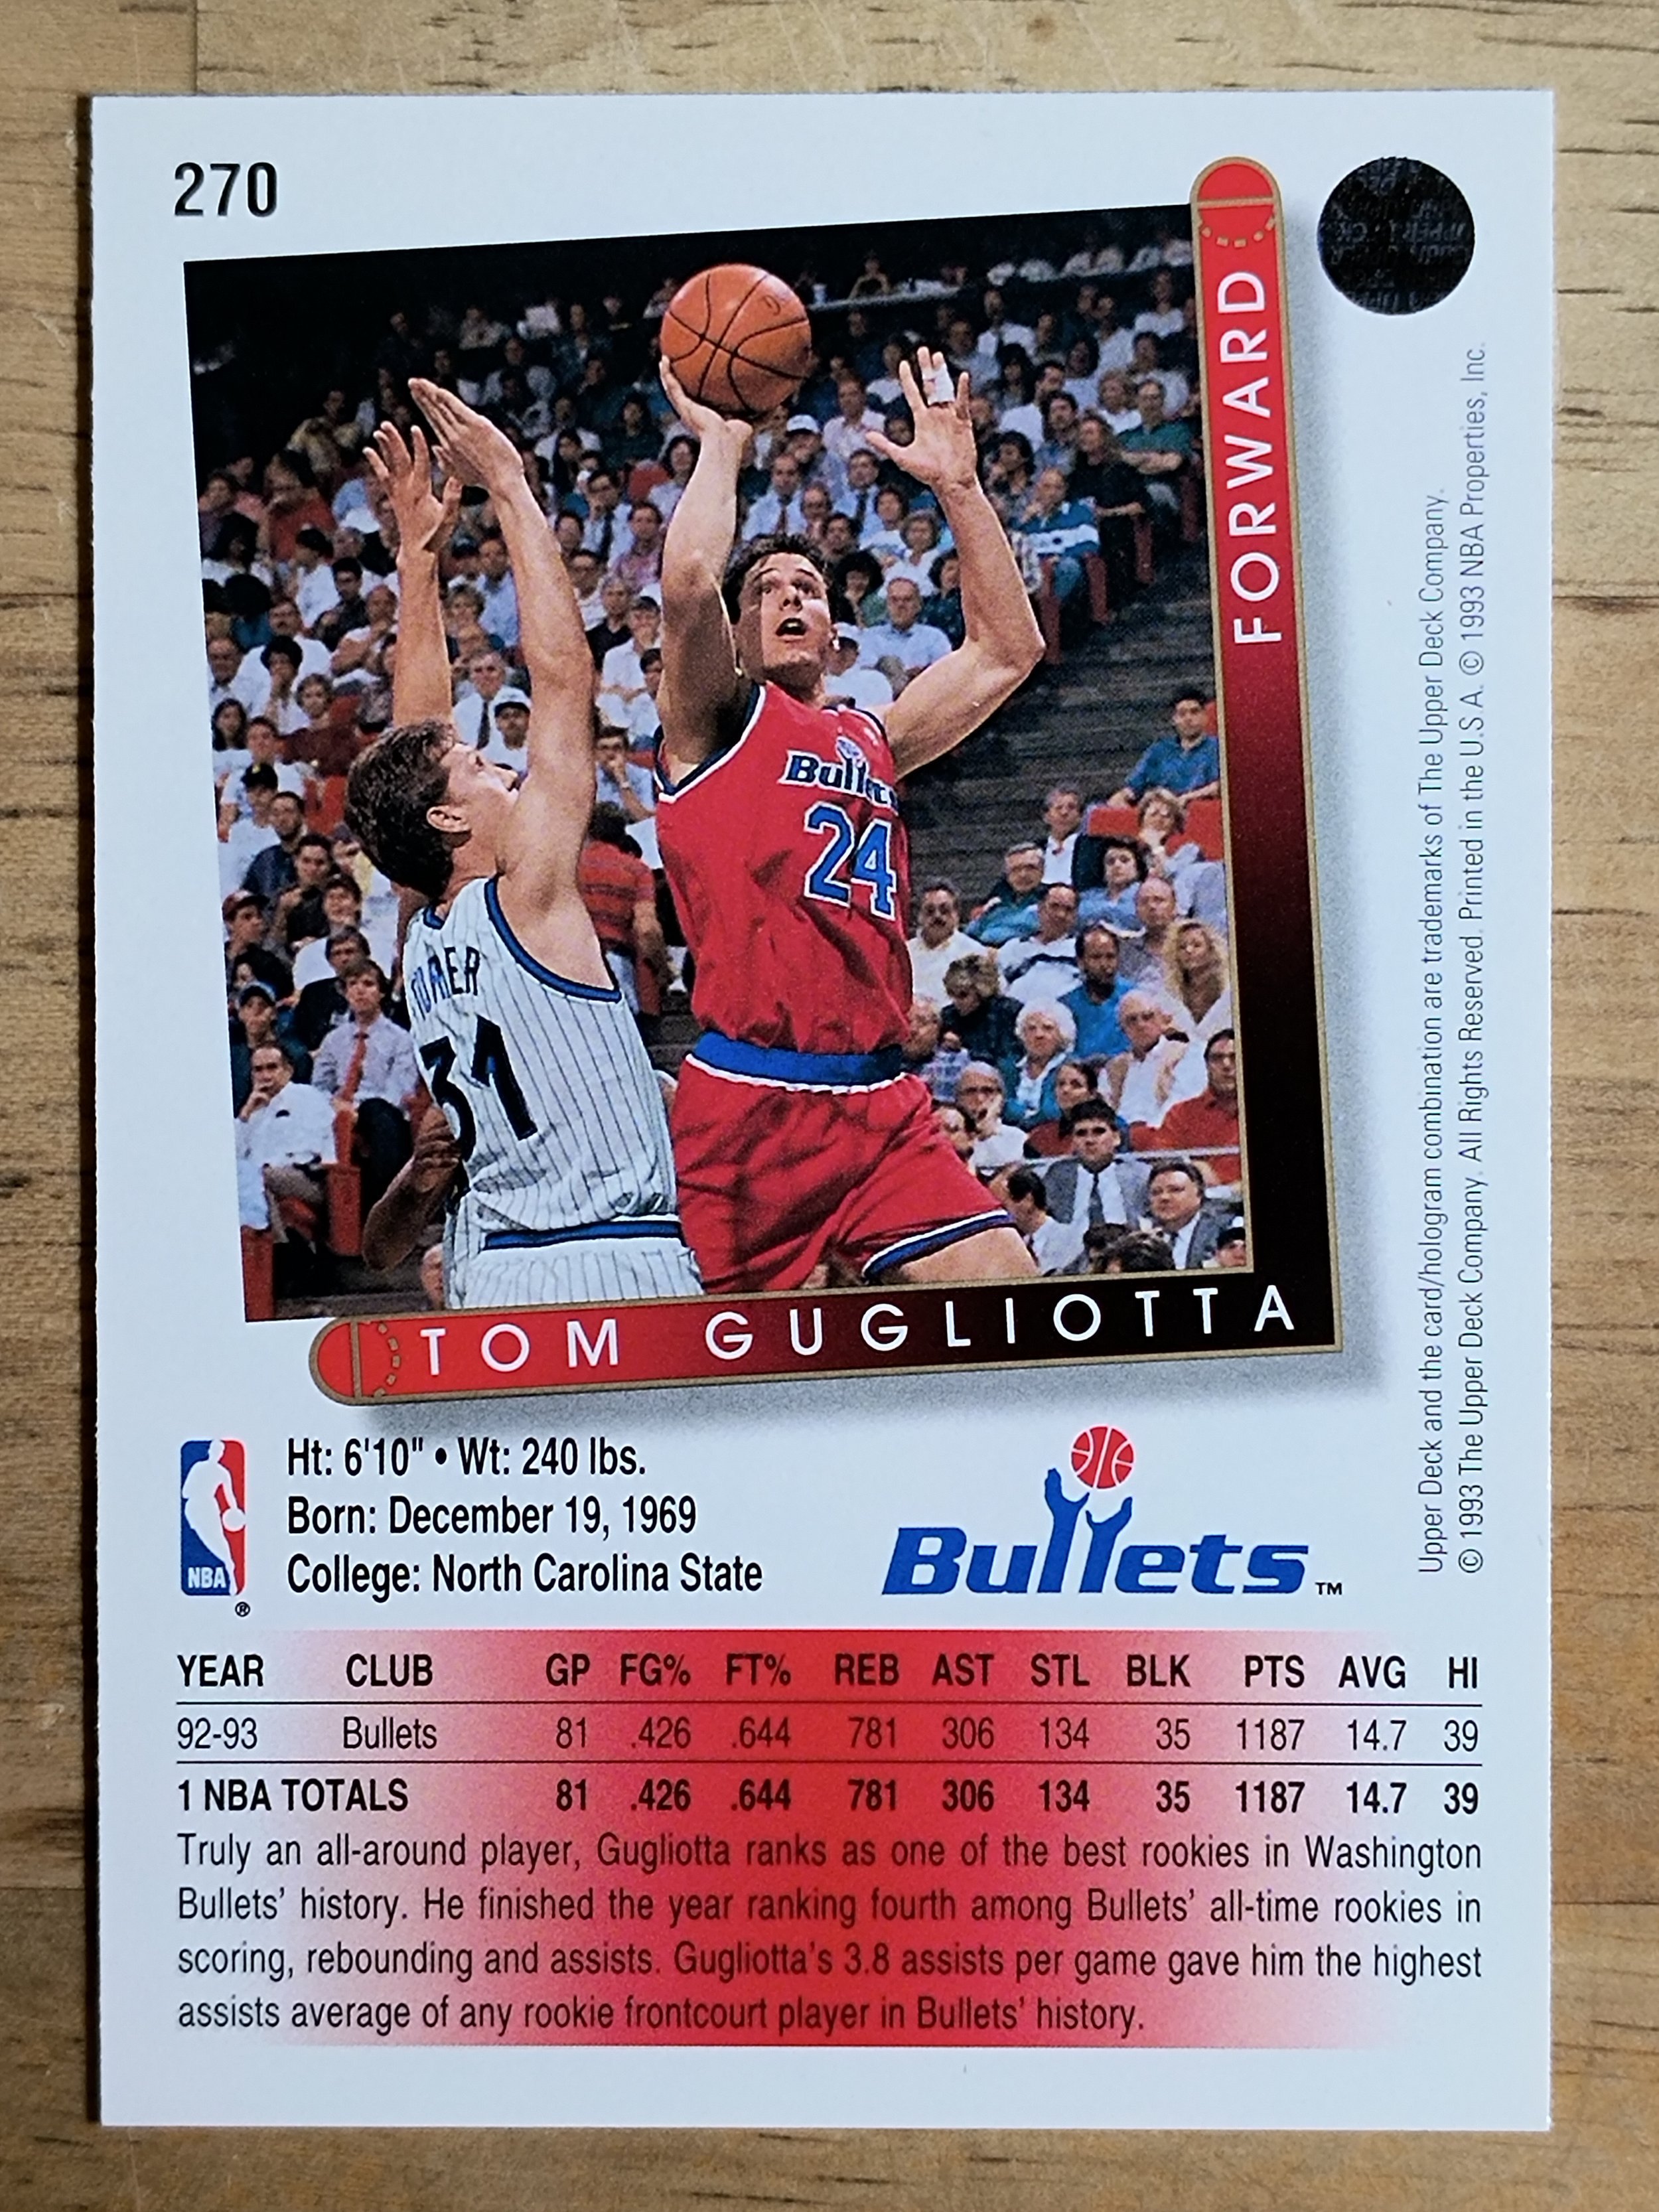 270
FORWARD
Bullets
24
TURNER
31
TOM GUGLIOTTA
NBA
®
Ht: 6'10" • Wt: 240 lbs.
Born: December 19, 1969
College: North Carolina State
Bullets™
Upper Deck and the card/hologram combination are trademarks of The Upper Deck Company.
© 1993 The Upper Deck Company. All Rights Reserved. Printed in the U.S.A. © 1993 NBA Properties, Inc.
YEAR CLUB GP FG% FT% REB AST STL BLK PTS AVG HI
92-93 Bullets 81 .426 .644 781 306 134 35 1187 14.7 39
1 NBA TOTALS 81 .426 .644 781 306 134 35 1187 14.7 39
Truly an all-around player, Gugliotta ranks as one of the best rookies in Washington
Bullets' history. He finished the year ranking fourth among Bullets' all-time rookies in
scoring, rebounding and assists. Gugliotta's 3.8 assists per game gave him the highest
assists average of any rookie frontcourt player in Bullets' history.